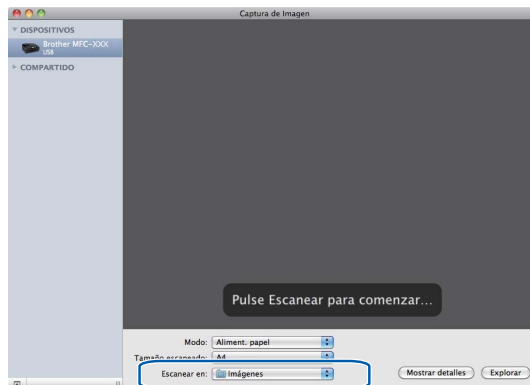 Captura de Imagen
DISPOSITIVOS
Brother MFC-XXX
USB
COMPARTIDO
Pulse Escanear para comenzar...
Modo: Aliment. papel
Tamaño escaneado: A4
Escanear en: Imágenes
Mostrar detalles
Explorar